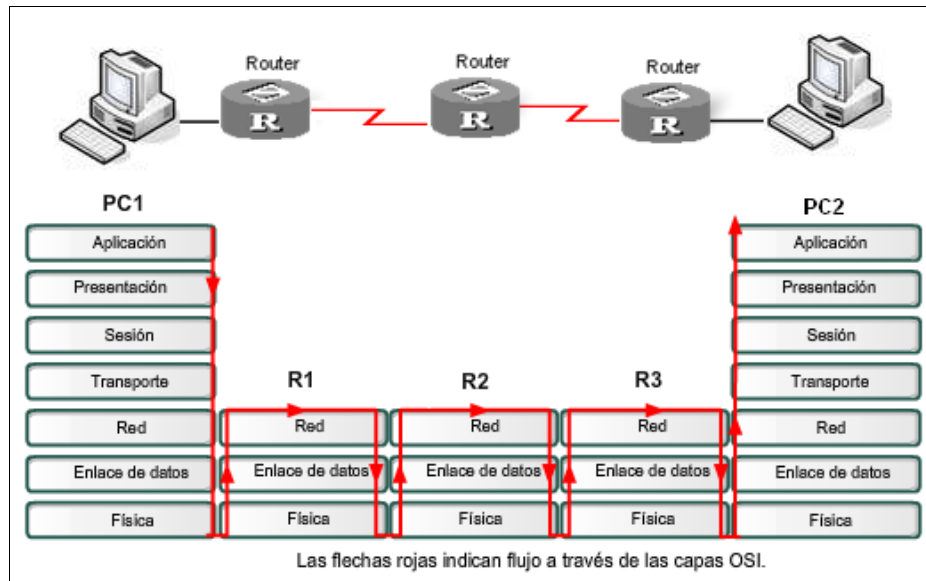 Router
Router
Router
R
R
R
PC1
PC2
Aplicación
Aplicación
Presentación
Presentación
Sesión
Sesión
Transporte
R1
R2
R3
Transporte
Red
Red
Red
Red
Red
Enlace de datos
Enlace de datos
Enlace de datos
Enlace de datos
Enlace de datos
Física
Física
Física
Física
Física
Las flechas rojas indican flujo a través de las capas OSI.